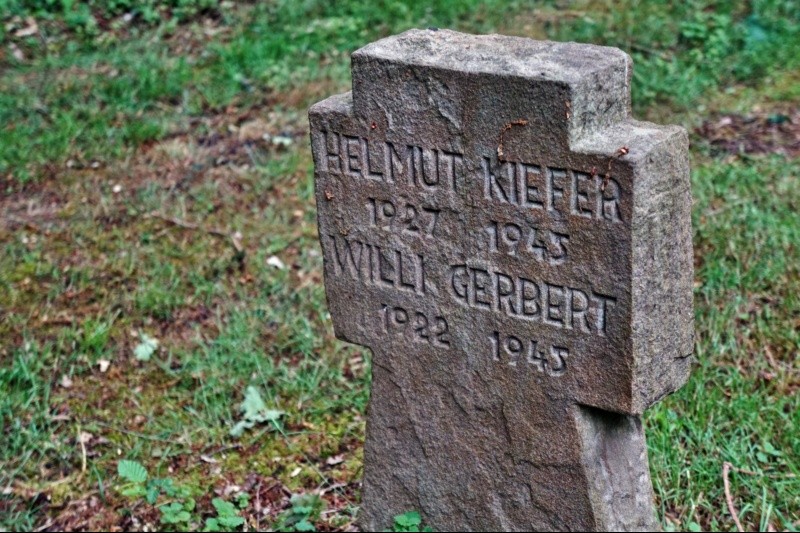 HELMUT KIEFER
1927 1945
WILLI GERBERT
1922 1945